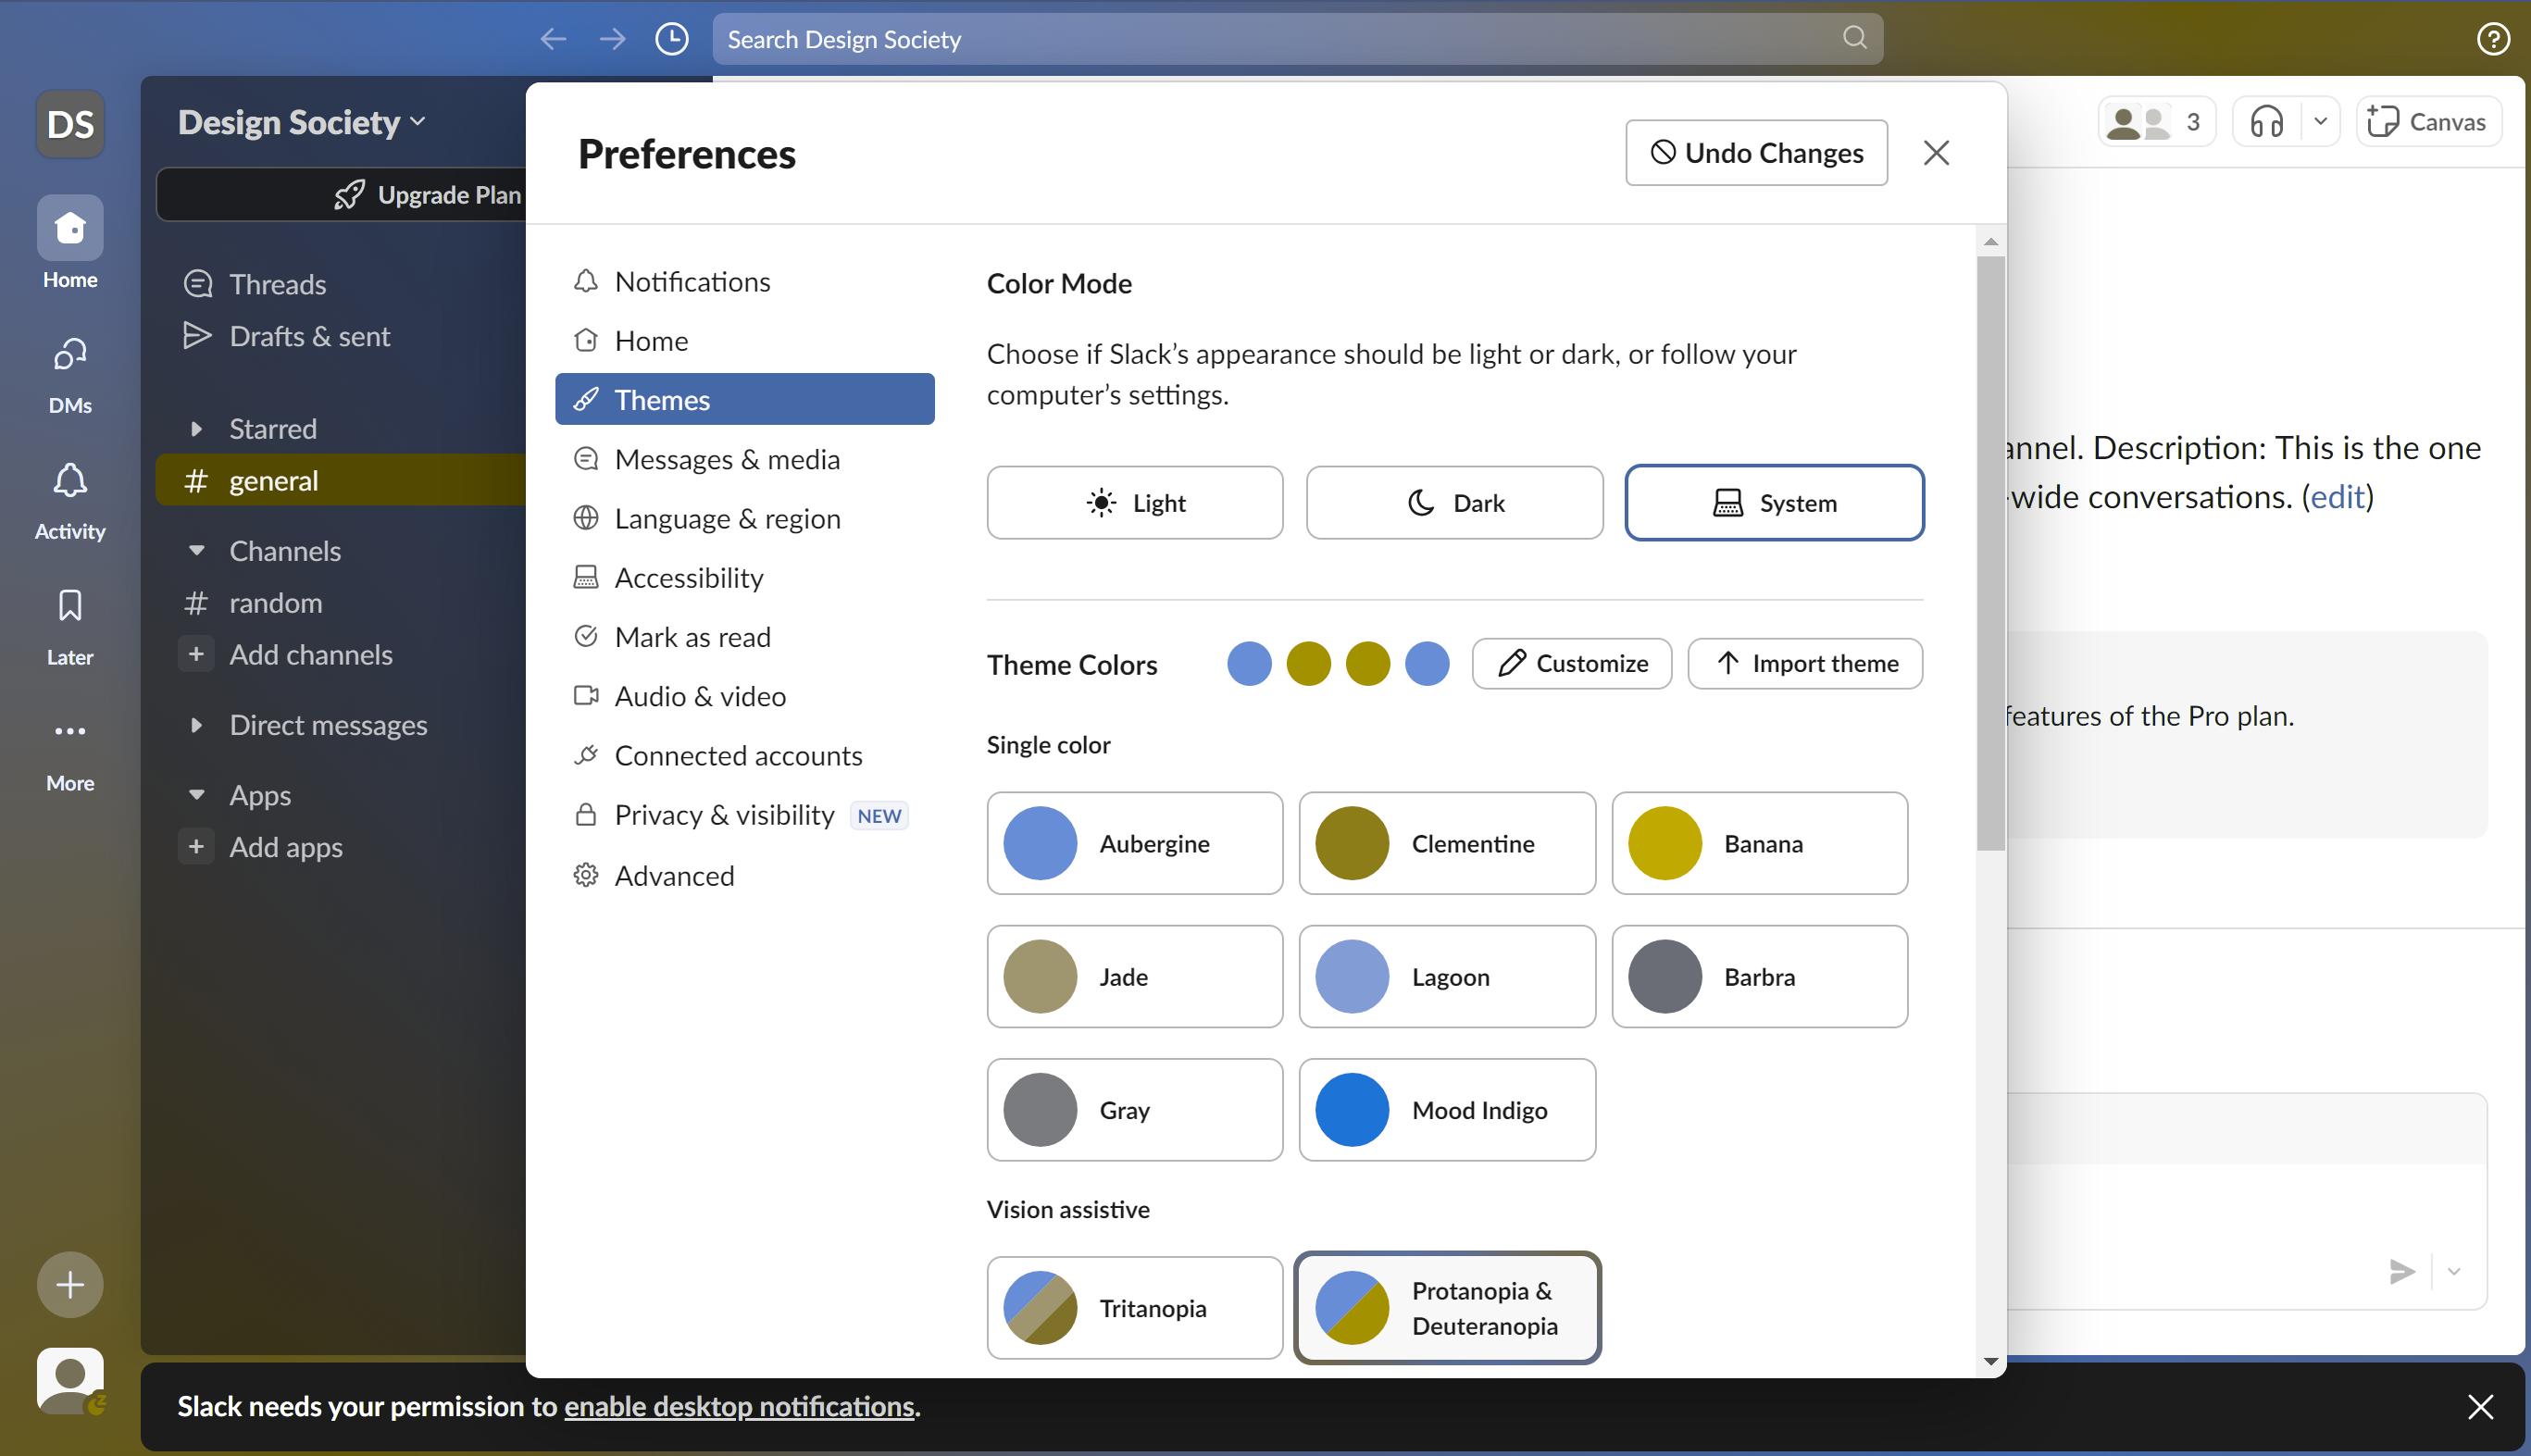 Search Design Society
DS
Home
DMs
Activity
Later
More
Design Society
Upgrade Plan
Threads
Drafts & sent
Starred
# general
Channels
# random
Add channels
Direct messages
Apps
Add apps
Preferences
Undo Changes
Notifications
Home
Themes
Messages & media
Language & region
Accessibility
Mark as read
Audio & video
Connected accounts
Privacy & visibility NEW
Advanced
Color Mode
Choose if Slack’s appearance should be light or dark, or follow your
computer’s settings.
Light
Dark
System
Theme Colors
Customize
Import theme
Single color
Aubergine
Clementine
Banana
Jade
Lagoon
Barbra
Gray
Mood Indigo
Vision assistive
Tritanopia
Protanopia &
Deuteranopia
3
Canvas
Description: This is the one
-wide conversations. (edit)
features of the Pro plan.
Slack needs your permission to enable desktop notifications.